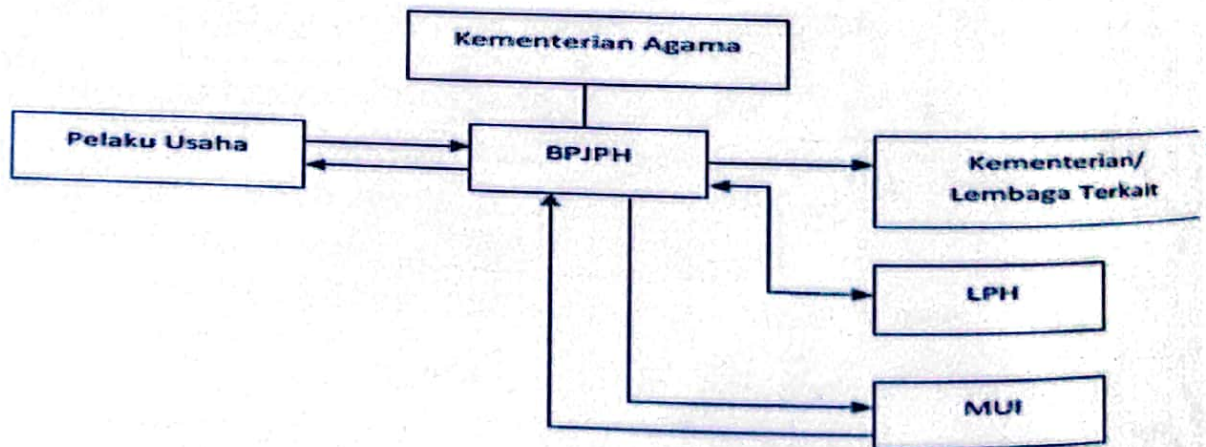 Kementerian Agama
Pelaku Usaha
BPJPH
Kementerian/
Lembaga Terkait
LPH
MUI